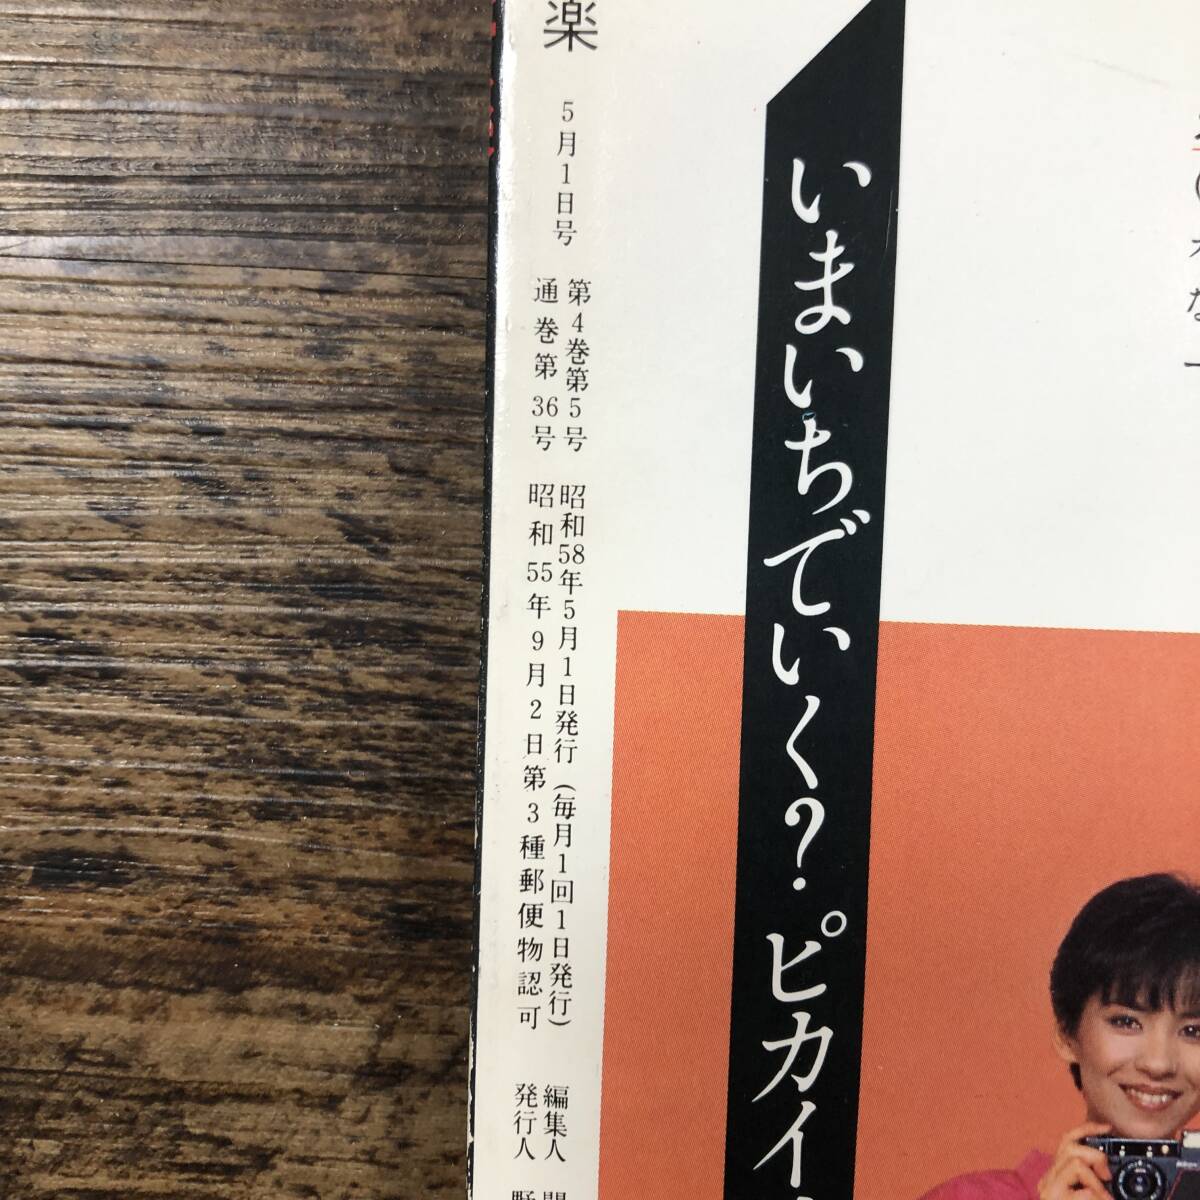 いまいちでいく？ピカイ
楽
5月1日号
第4巻第5号
通巻第36号
昭和58年5月1日発行(毎月1回1日発行)
昭和55年9月2日第3種郵便物認可
編集人
発行人
な